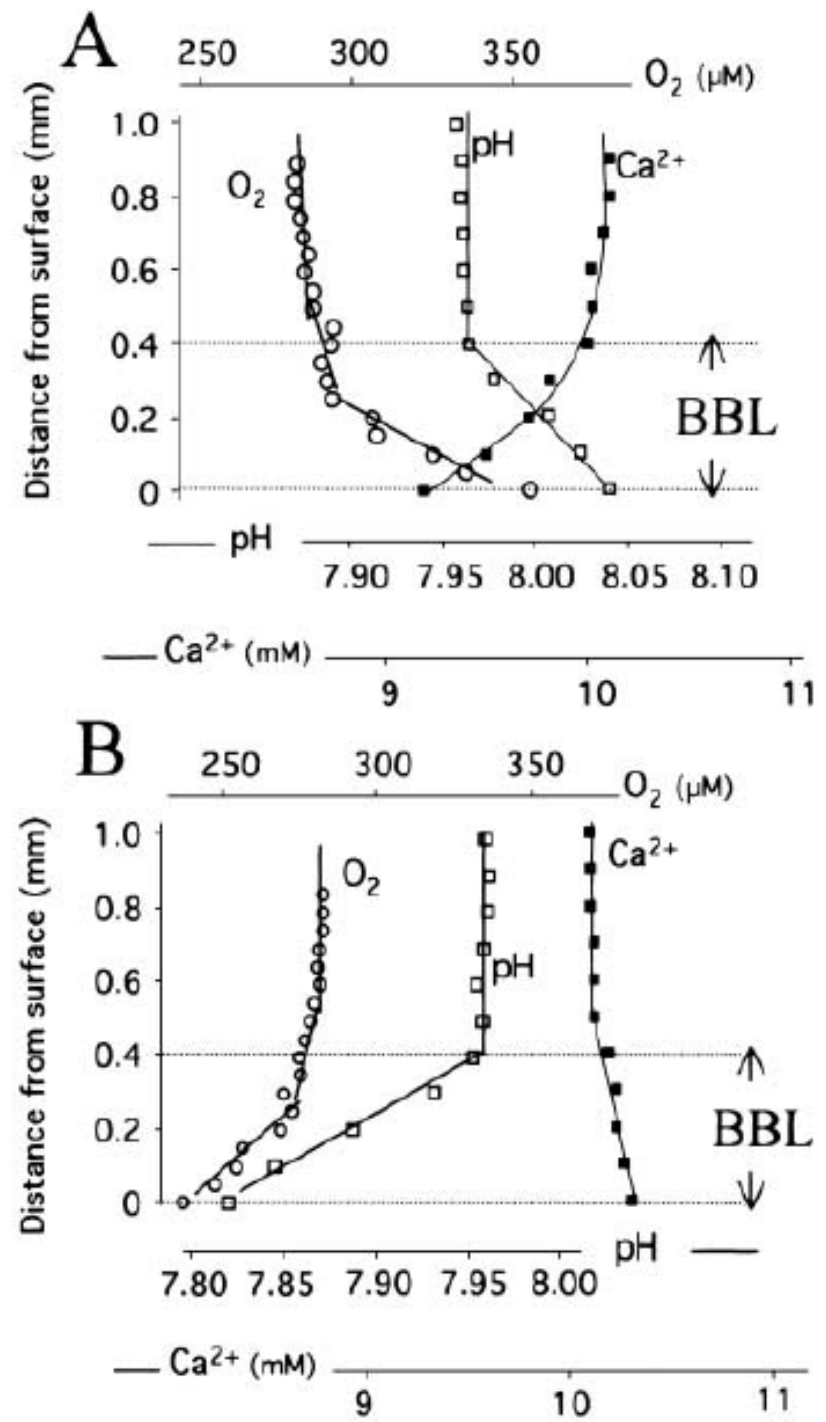 A
250 300 350
O₂ (µM)
Distance from surface (mm)
1.0
0.8
0.6
0.4
0.2
0
O₂
pH
Ca²⁺
BBL
pH
7.90 7.95 8.00 8.05 8.10
Ca²⁺ (mM)
9 10 11
B
250 300 350
O₂ (µM)
Distance from surface (mm)
1.0
0.8
0.6
0.4
0.2
0
O₂
pH
Ca²⁺
BBL
pH
7.80 7.85 7.90 7.95 8.00
Ca²⁺ (mM)
9 10 11